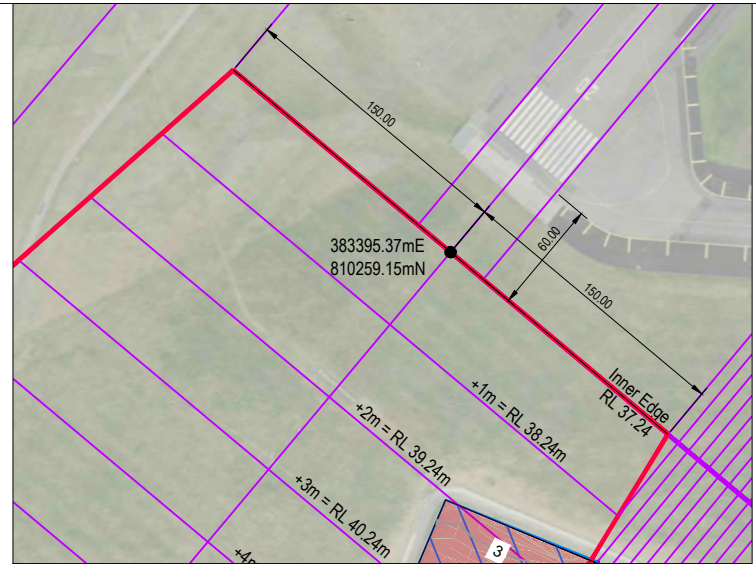 150.00
383395.37mE
810259.15mN
60.00
150.00
Inner Edge
RL 37.24
+1m = RL 38.24m
+2m = RL 39.24m
+3m = RL 40.24m
3